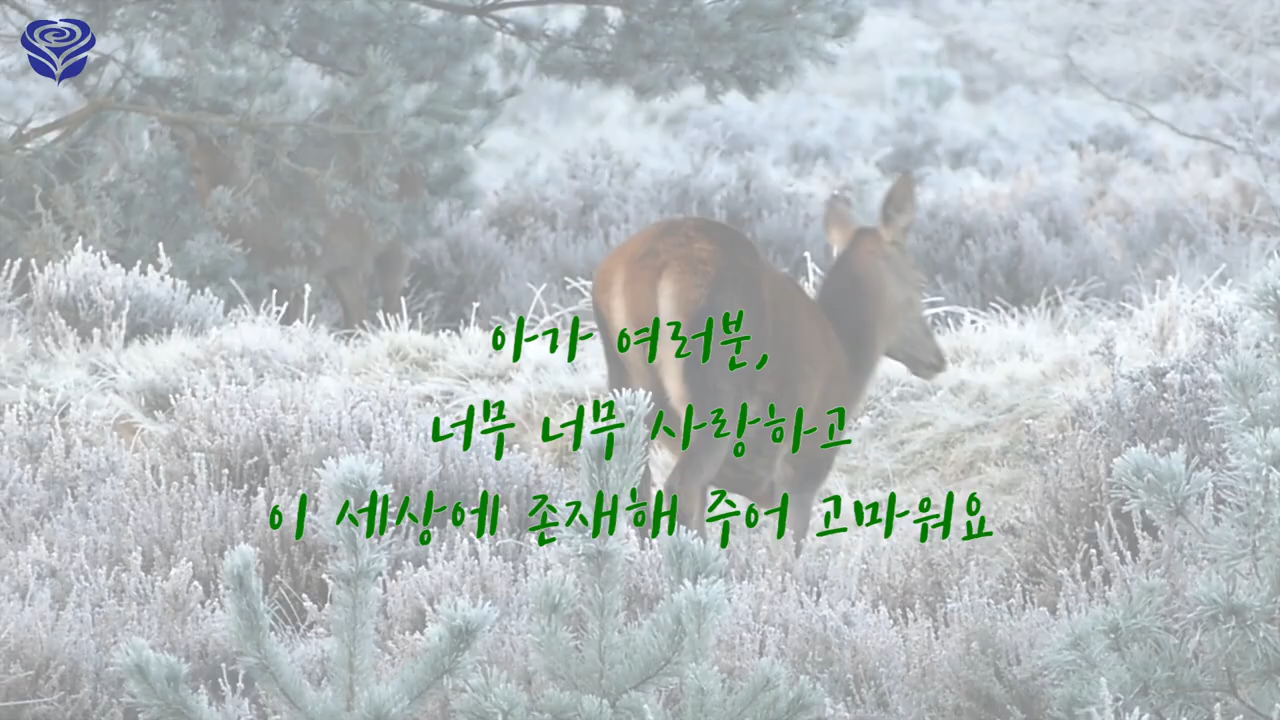 아가 여러분,
너무 너무 사랑하고
이 세상에 존재해 주어 고마워요